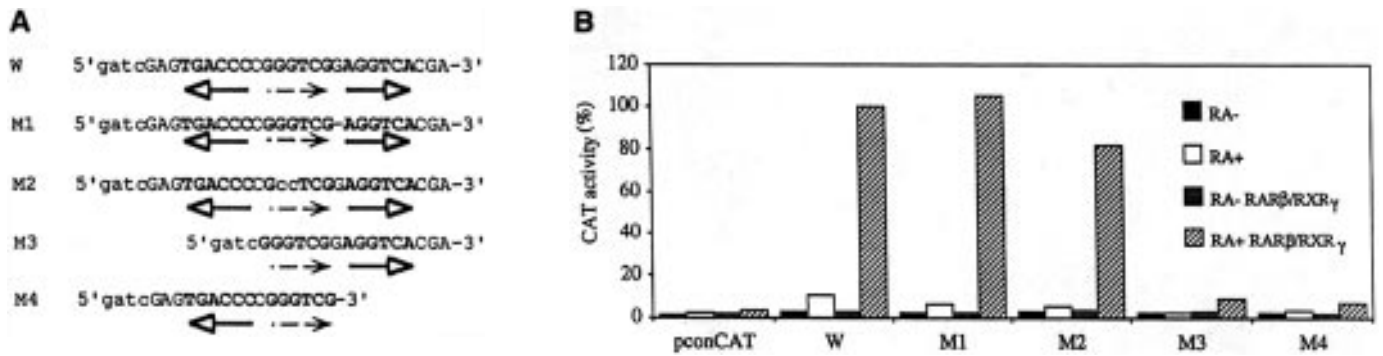 A
W 5'gatcGAGTGACCCCGGGTCGGAGGTCACGA-3'
M1 5'gatcGAGTGACCCCGGGTCG-AGGTCACGA-3'
M2 5'gatcGAGTGACCCCGccTCGGAGGTCACGA-3'
M3 5'gatcGGGTCGGAGGTCACGA-3'
M4 5'gatcGAGTGACCCCGGGTCG-3'
B
CAT activity (%)
120
100
80
60
40
20
0
pconCAT W M1 M2 M3 M4
RA-
RA+
RA- RARβ/RXRγ
RA+ RARβ/RXRγ